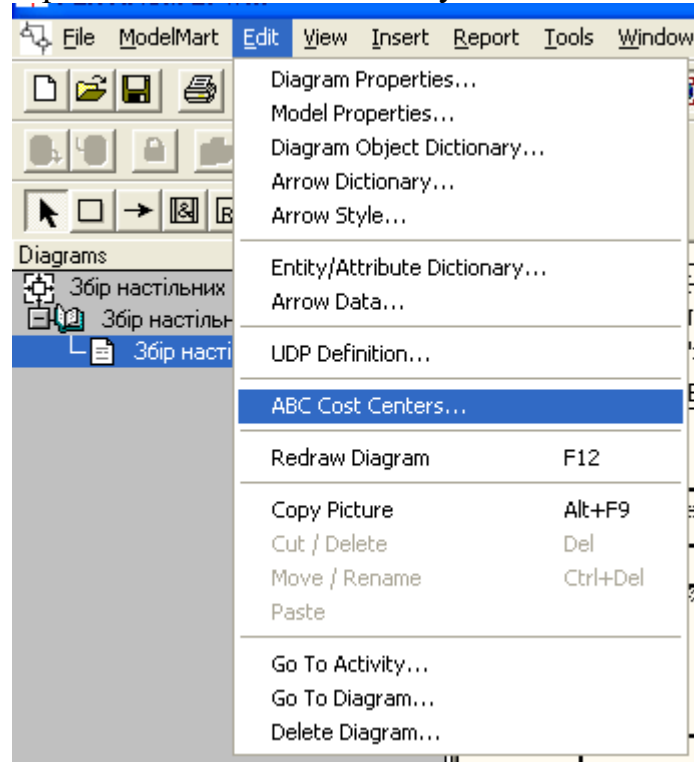 File ModelMart Edit View Insert Report Tools Window
Diagram Properties...
Model Properties...
Diagram Object Dictionary...
Arrow Dictionary...
Arrow Style...
Diagrams
Entity/Attribute Dictionary...
Збір настільних
Arrow Data...
Збір настільн
Збір насті
UDP Definition...
ABC Cost Centers...
Redraw Diagram F12
Copy Picture Alt+F9
Cut / Delete Del
Move / Rename Ctrl+Del
Paste
Go To Activity...
Go To Diagram...
Delete Diagram...